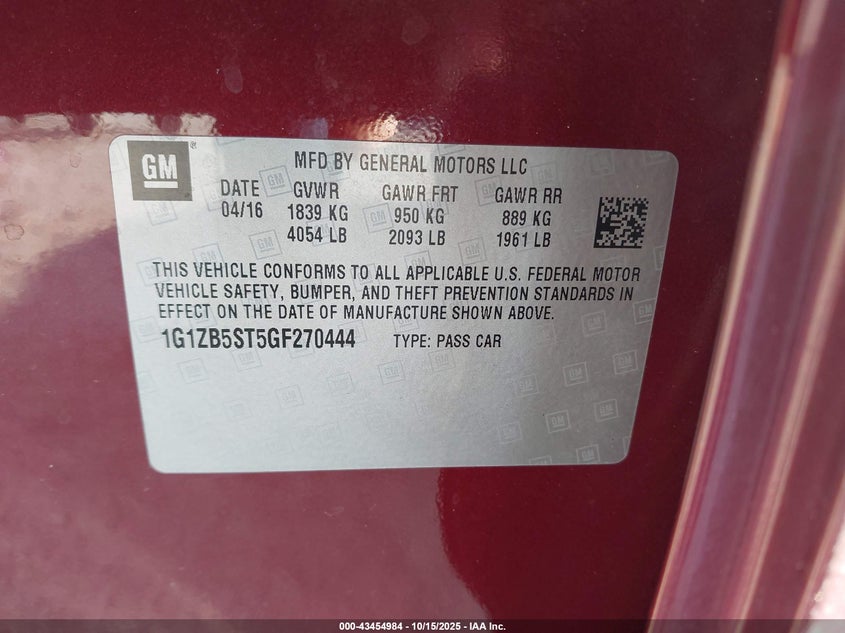 GM
®
MFD BY GENERAL MOTORS LLC
DATE GVWR GAWR FRT GAWR RR
04/16 1839 KG 950 KG 889 KG
4054 LB 2093 LB 1961 LB
THIS VEHICLE CONFORMS TO ALL APPLICABLE U.S. FEDERAL MOTOR
VEHICLE SAFETY, BUMPER, AND THEFT PREVENTION STANDARDS IN
EFFECT ON THE DATE OF MANUFACTURE SHOWN ABOVE.
1G1ZB5ST5GF270444 TYPE: PASS CAR
000-43454984 - 10/15/2025 - IAA Inc.